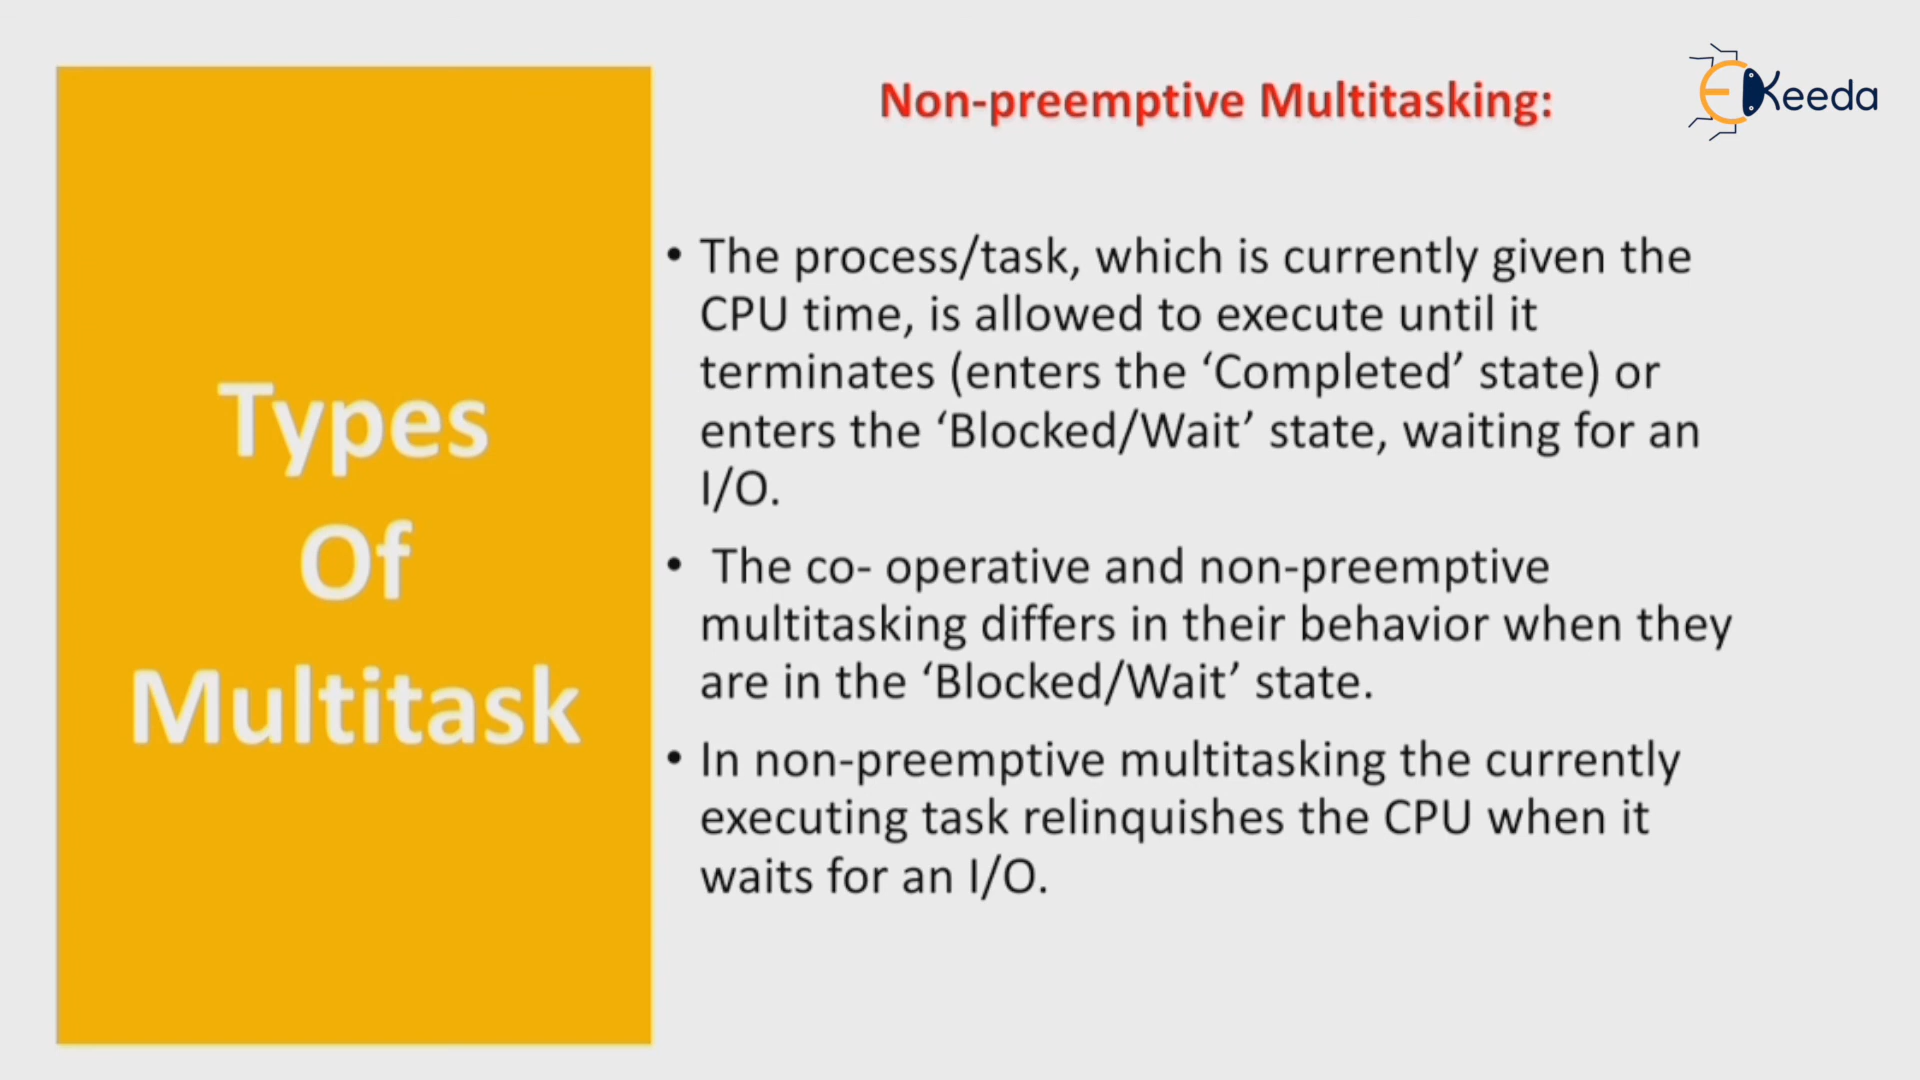 Types
Of
Multitask
Non-preemptive Multitasking:
EKeeda
• The process/task, which is currently given the
CPU time, is allowed to execute until it
terminates (enters the ‘Completed’ state) or
enters the ‘Blocked/Wait’ state, waiting for an
I/O.
• The co- operative and non-preemptive
multitasking differs in their behavior when they
are in the ‘Blocked/Wait’ state.
• In non-preemptive multitasking the currently
executing task relinquishes the CPU when it
waits for an I/O.